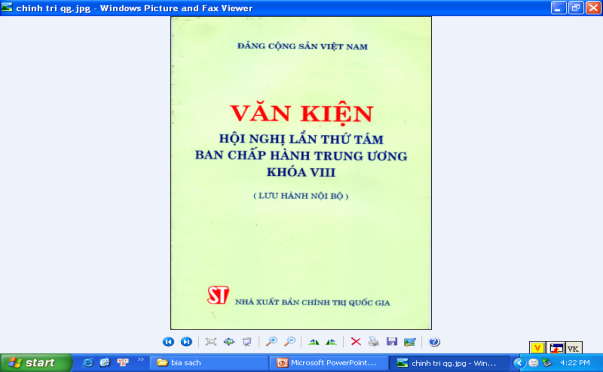 chinh tri qg.jpg - Windows Picture and Fax Viewer
ĐẢNG CỘNG SẢN VIỆT NAM
VĂN KIỆN
HỘI NGHỊ LẦN THỨ TÁM
BAN CHẤP HÀNH TRUNG ƯƠNG
KHÓA VIII
( LƯU HÀNH NỘI BỘ )
ST NHÀ XUẤT BẢN CHÍNH TRỊ QUỐC GIA
V VK
start bia sach Microsoft PowerPoint... chinh tri qg.jpg - Win... 4:22 PM